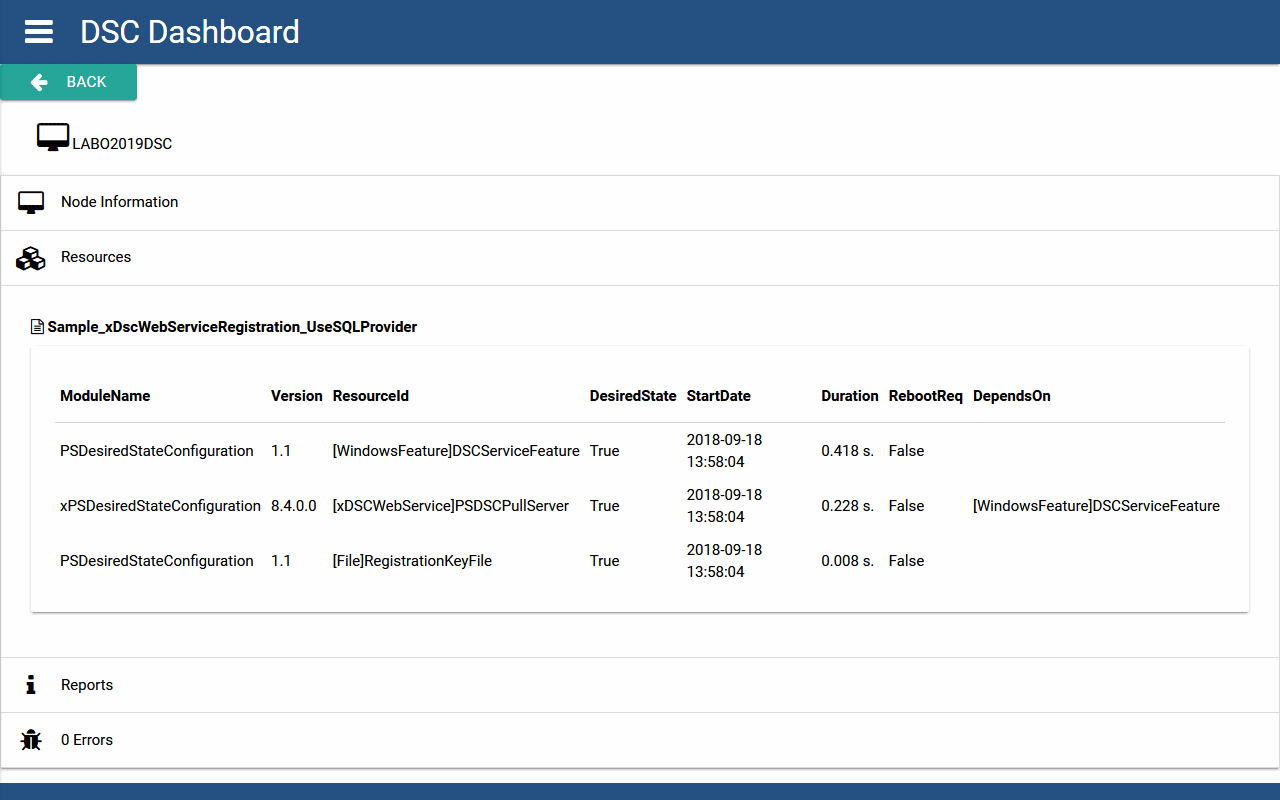 DSC Dashboard
BACK
LABO2019DSC
Node Information
Resources
Sample_xDscWebServiceRegistration_UseSQLProvider
ModuleName Version ResourceId DesiredState StartDate Duration RebootReq DependsOn
PSDesiredStateConfiguration 1.1 [WindowsFeature]DSCServiceFeature True 2018-09-18 0.418 s. False
13:58:04
xPSDesiredStateConfiguration 8.4.0.0 [xDSCWebService]PSDSCPullServer True 2018-09-18 0.228 s. False [WindowsFeature]DSCServiceFeature
13:58:04
PSDesiredStateConfiguration 1.1 [File]RegistrationKeyFile True 2018-09-18 0.008 s. False
13:58:04
Reports
0 Errors